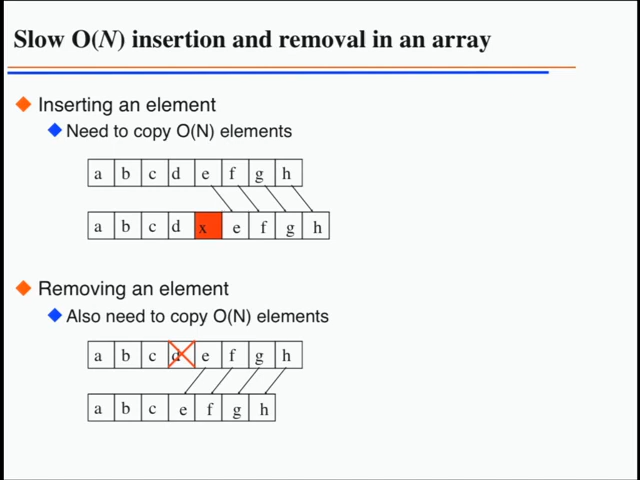 Slow O(N) insertion and removal in an array
Inserting an element
Need to copy O(N) elements
a b c d e f g h
a b c d x e f g h
Removing an element
Also need to copy O(N) elements
a b c d e f g h
a b c e f g h